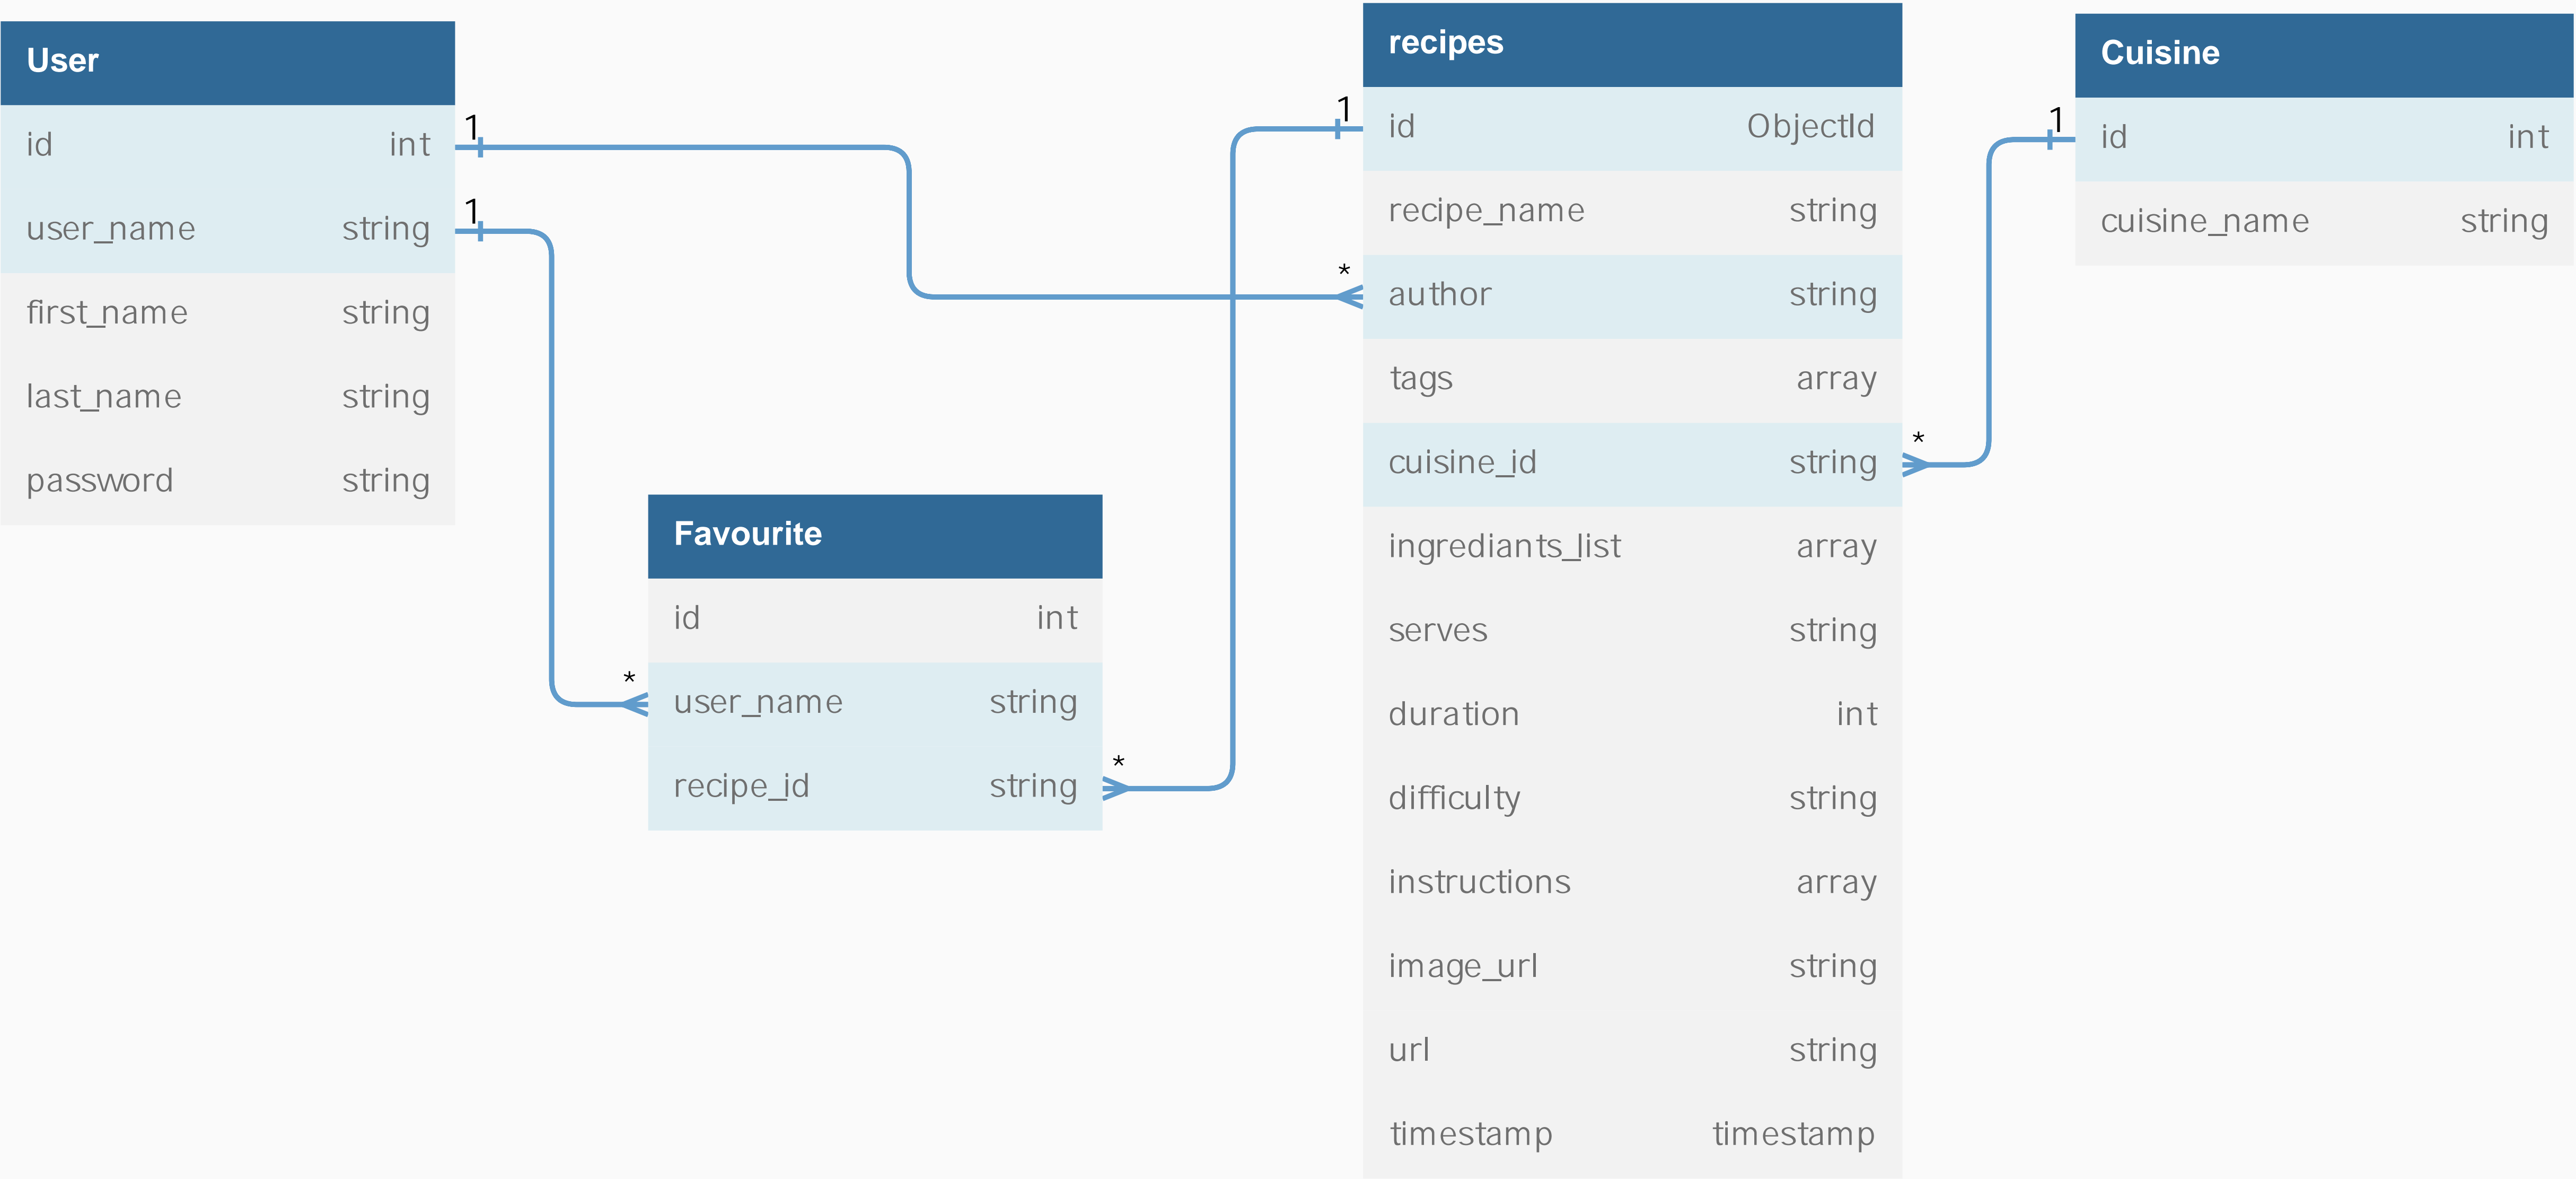 User
id int
user_name string
first_name string
last_name string
password string
1
1
*
Favourite
id int
user_name string
recipe_id string
*
recipes
1
id ObjectId
recipe_name string
*
author string
tags array
cuisine_id string
*
ingrediants_list array
serves string
duration int
difficulty string
instructions array
image_url string
url string
timestamp timestamp
Cuisine
1
id int
cuisine_name string